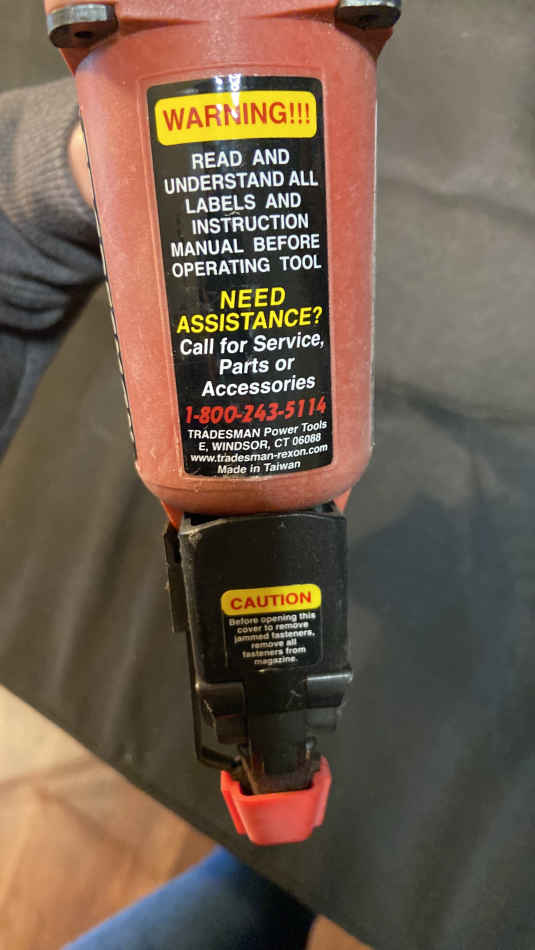 WARNING!!!
READ AND
UNDERSTAND ALL
LABELS AND
INSTRUCTION
MANUAL BEFORE
OPERATING TOOL
NEED
ASSISTANCE?
Call for Service,
Parts or
Accessories
1-800-243-5114
TRADESMAN Power Tools
E, WINDSOR, CT 06088
www.tradesman-rexon.com
Made in Taiwan
CAUTION
Before opening this
cover to remove
jammed fasteners,
remove all
fasteners from
magazine.